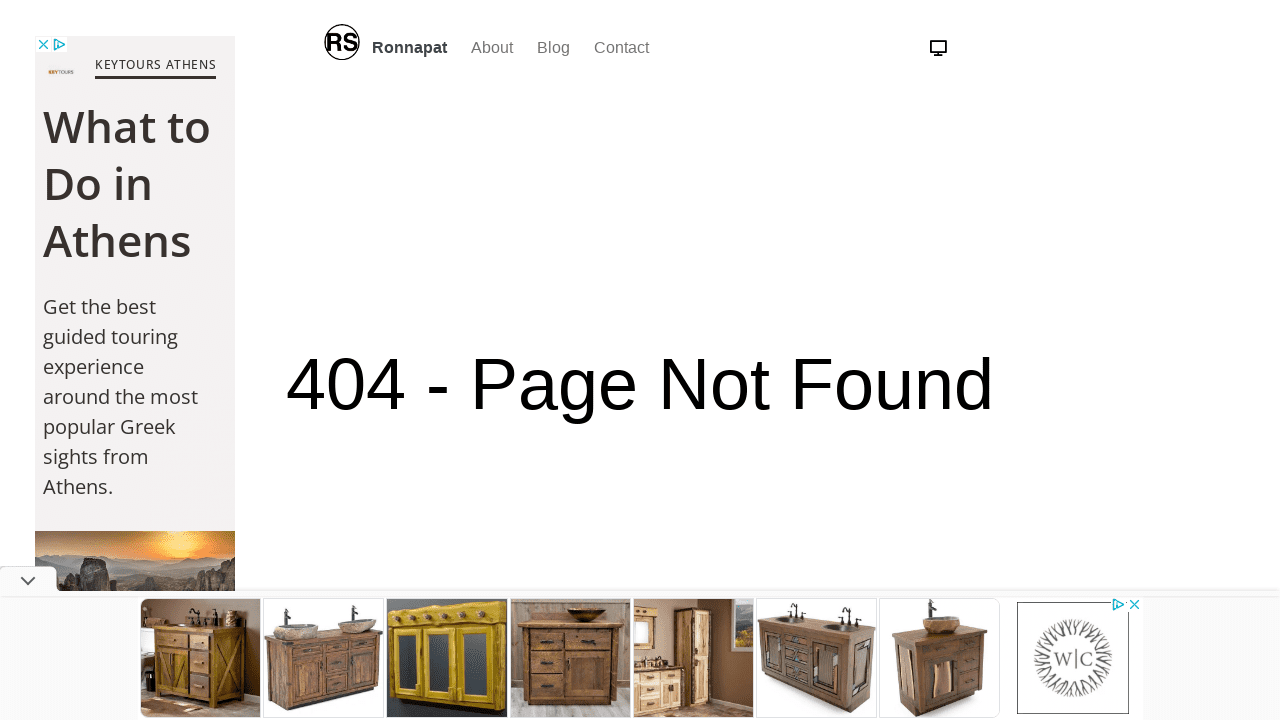 RS Ronnapat About Blog Contact
KEYTOURS KEYTOURS ATHENS
What to
Do in
Athens
Get the best
guided touring
experience
around the most
popular Greek
sights from
Athens.
404 - Page Not Found
W|C